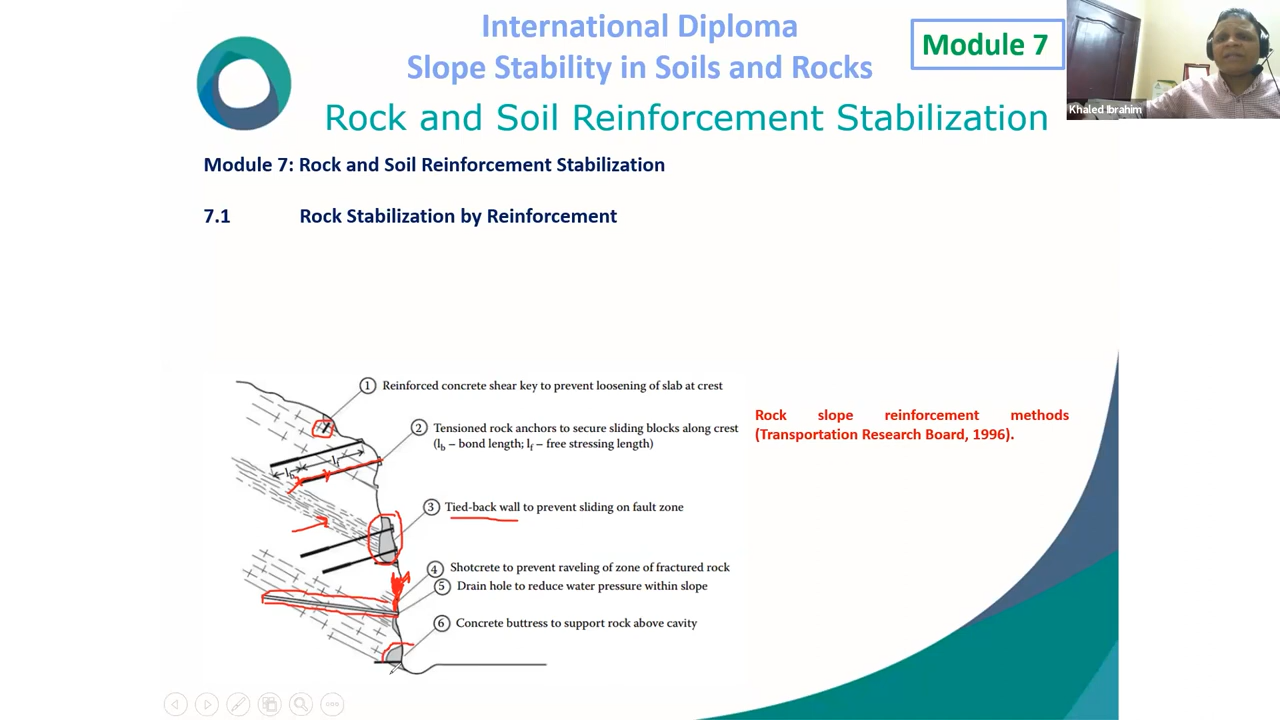 International Diploma
Slope Stability in Soils and Rocks
Module 7
Khaled Ibrahim
Rock and Soil Reinforcement Stabilization
Module 7: Rock and Soil Reinforcement Stabilization
7.1 Rock Stabilization by Reinforcement
1 Reinforced concrete shear key to prevent loosening of slab at crest
2 Tensioned rock anchors to secure sliding blocks along crest
(lb – bond length; lf – free stressing length)
lb
lf
3 Tied-back wall to prevent sliding on fault zone
4 Shotcrete to prevent raveling of zone of fractured rock
5 Drain hole to reduce water pressure within slope
6 Concrete buttress to support rock above cavity
Rock slope reinforcement methods
(Transportation Research Board, 1996).